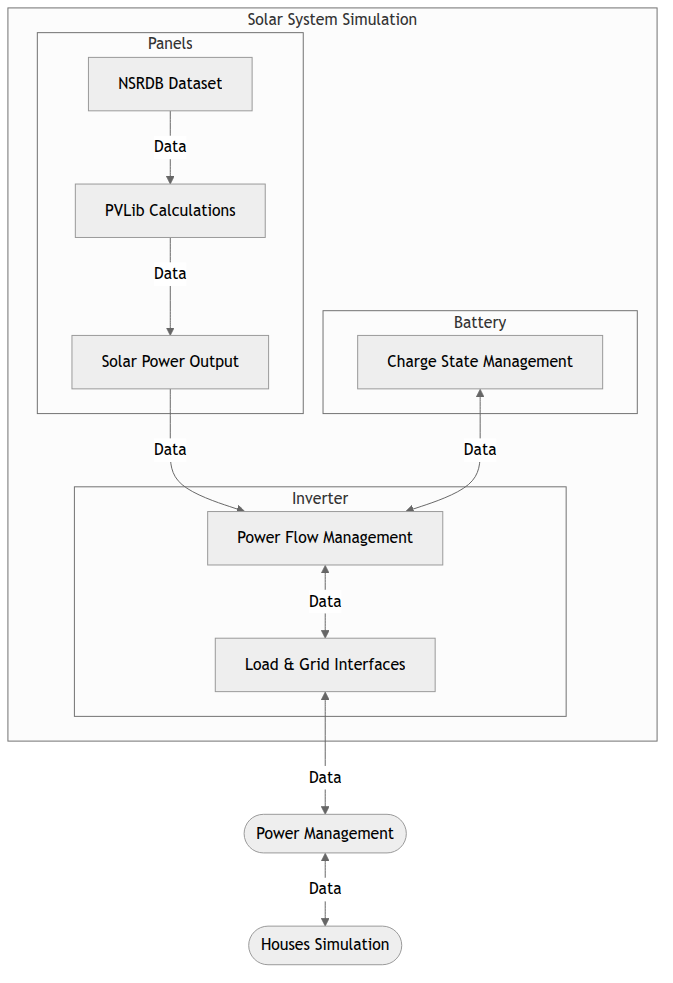 Solar System Simulation
Panels
NSRDB Dataset
Data
PVLib Calculations
Data
Solar Power Output
Battery
Charge State Management
Data
Data
Inverter
Power Flow Management
Data
Load & Grid Interfaces
Data
Power Management
Data
Houses Simulation